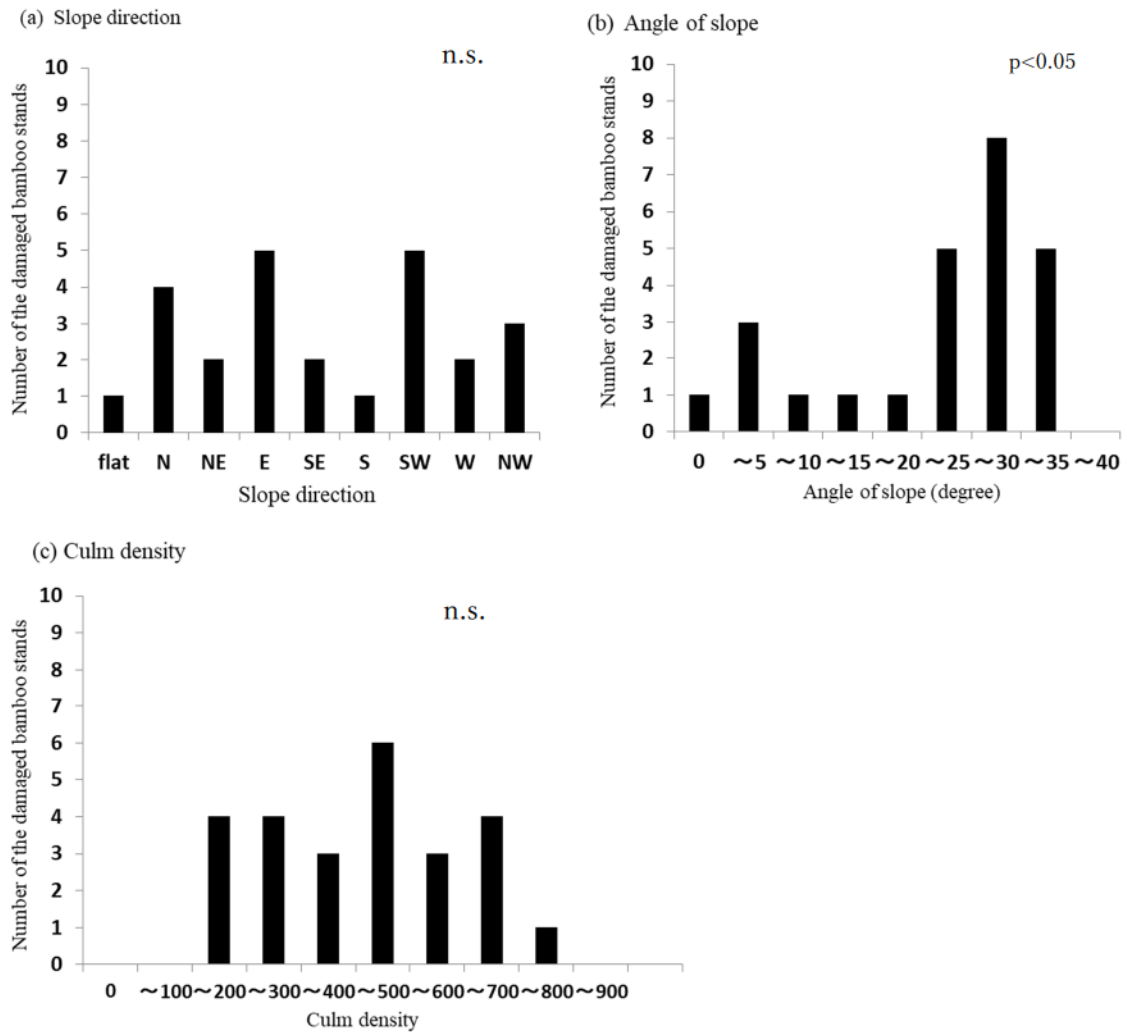 (a) Slope direction
n.s.
Number of the damaged bamboo stands
10
9
8
7
6
5
4
3
2
1
0
flat N NE E SE S SW W NW
Slope direction
(b) Angle of slope
p<0.05
Number of the damaged bamboo stands
10
9
8
7
6
5
4
3
2
1
0
0 ～5 ～10 ～15 ～20 ～25 ～30 ～35 ～40
Angle of slope (degree)
(c) Culm density
n.s.
Number of the damaged bamboo stands
10
9
8
7
6
5
4
3
2
1
0
0 ～100～200～300～400～500～600～700～800～900
Culm density